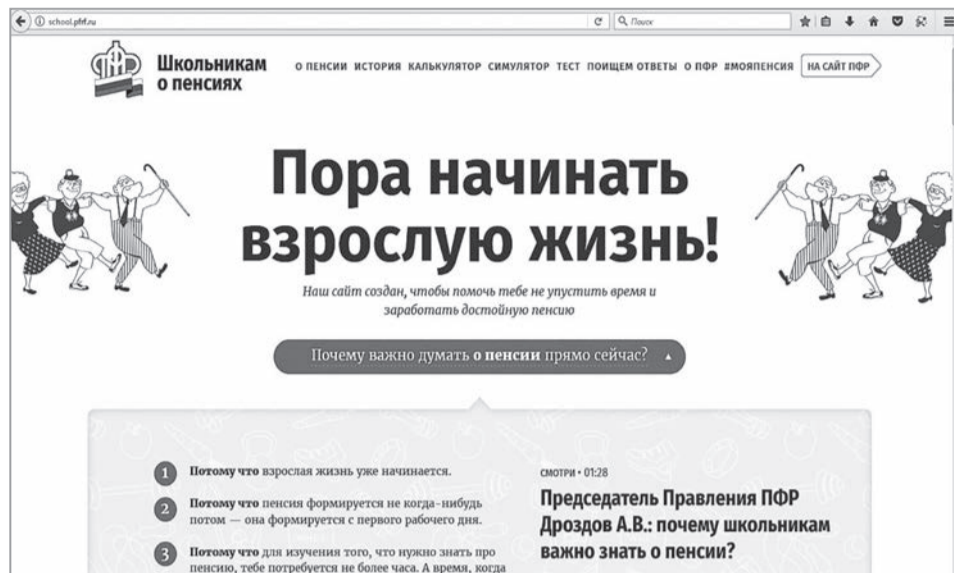 school.pfrf.ru
Поиск
Школьникам
о пенсиях
О ПЕНСИИ ИСТОРИЯ КАЛЬКУЛЯТОР СИМУЛЯТОР ТЕСТ ПОИЩЕМ ОТВЕТЫ О ПФР #МОЯПЕНСИЯ НА САЙТ ПФР
Пора начинать
взрослую жизнь!
Наш сайт создан, чтобы помочь тебе не упустить время и
заработать достойную пенсию
Почему важно думать о пенсии прямо сейчас?
1 Потому что взрослая жизнь уже начинается.
2 Потому что пенсия формируется не когда-нибудь
потом — она формируется с первого рабочего дня.
3 Потому что для изучения того, что нужно знать про
пенсию, тебе потребуется не более часа. А время, когда
СМОТРИ • 01:28
Председатель Правления ПФР
Дроздов А.В.: почему школьникам
важно знать о пенсии?